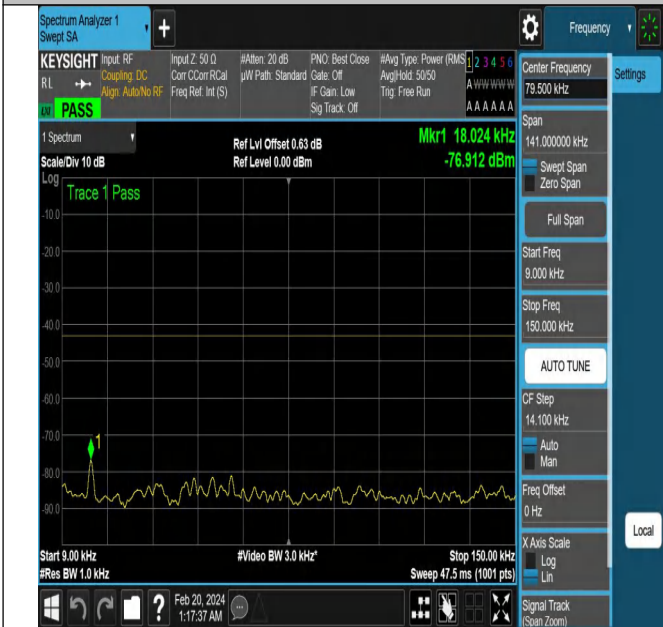 Spectrum Analyzer 1
Swept SA
+
Frequency
KEYSIGHT
RL
PASS
Input: RF
Coupling: DC
Align: Auto/No RF
Input Z: 50 Ω
Corr CCorr RCal
Freq Ref: Int (S)
#Atten: 20 dB
µW Path: Standard
PNO: Best Close
Gate: Off
IF Gain: Low
Sig Track: Off
#Avg Type: Power (RMS
Avg|Hold: 50/50
Trig: Free Run
1 2 3 4 5 6
A W W W W W
A A A A A A
1 Spectrum
Scale/Div 10 dB
Ref Lvl Offset 0.63 dB
Ref Level 0.00 dBm
Mkr1 18.024 kHz
-76.912 dBm
Log
Trace 1 Pass
-10.0
-20.0
-30.0
-40.0
-50.0
-60.0
-70.0
-80.0
-90.0
1
Start 9.00 kHz
#Res BW 1.0 kHz
#Video BW 3.0 kHz*
Stop 150.00 kHz
Sweep 47.5 ms (1001 pts)
Feb 20, 2024
1:17:37 AM
?
Center Frequency
79.500 kHz
Settings
Span
141.000000 kHz
Swept Span
Zero Span
Full Span
Start Freq
9.000 kHz
Stop Freq
150.000 kHz
AUTO TUNE
CF Step
14.100 kHz
Auto
Man
Freq Offset
0 Hz
X Axis Scale
Log
Lin
Local
Signal Track
(Span Zoom)